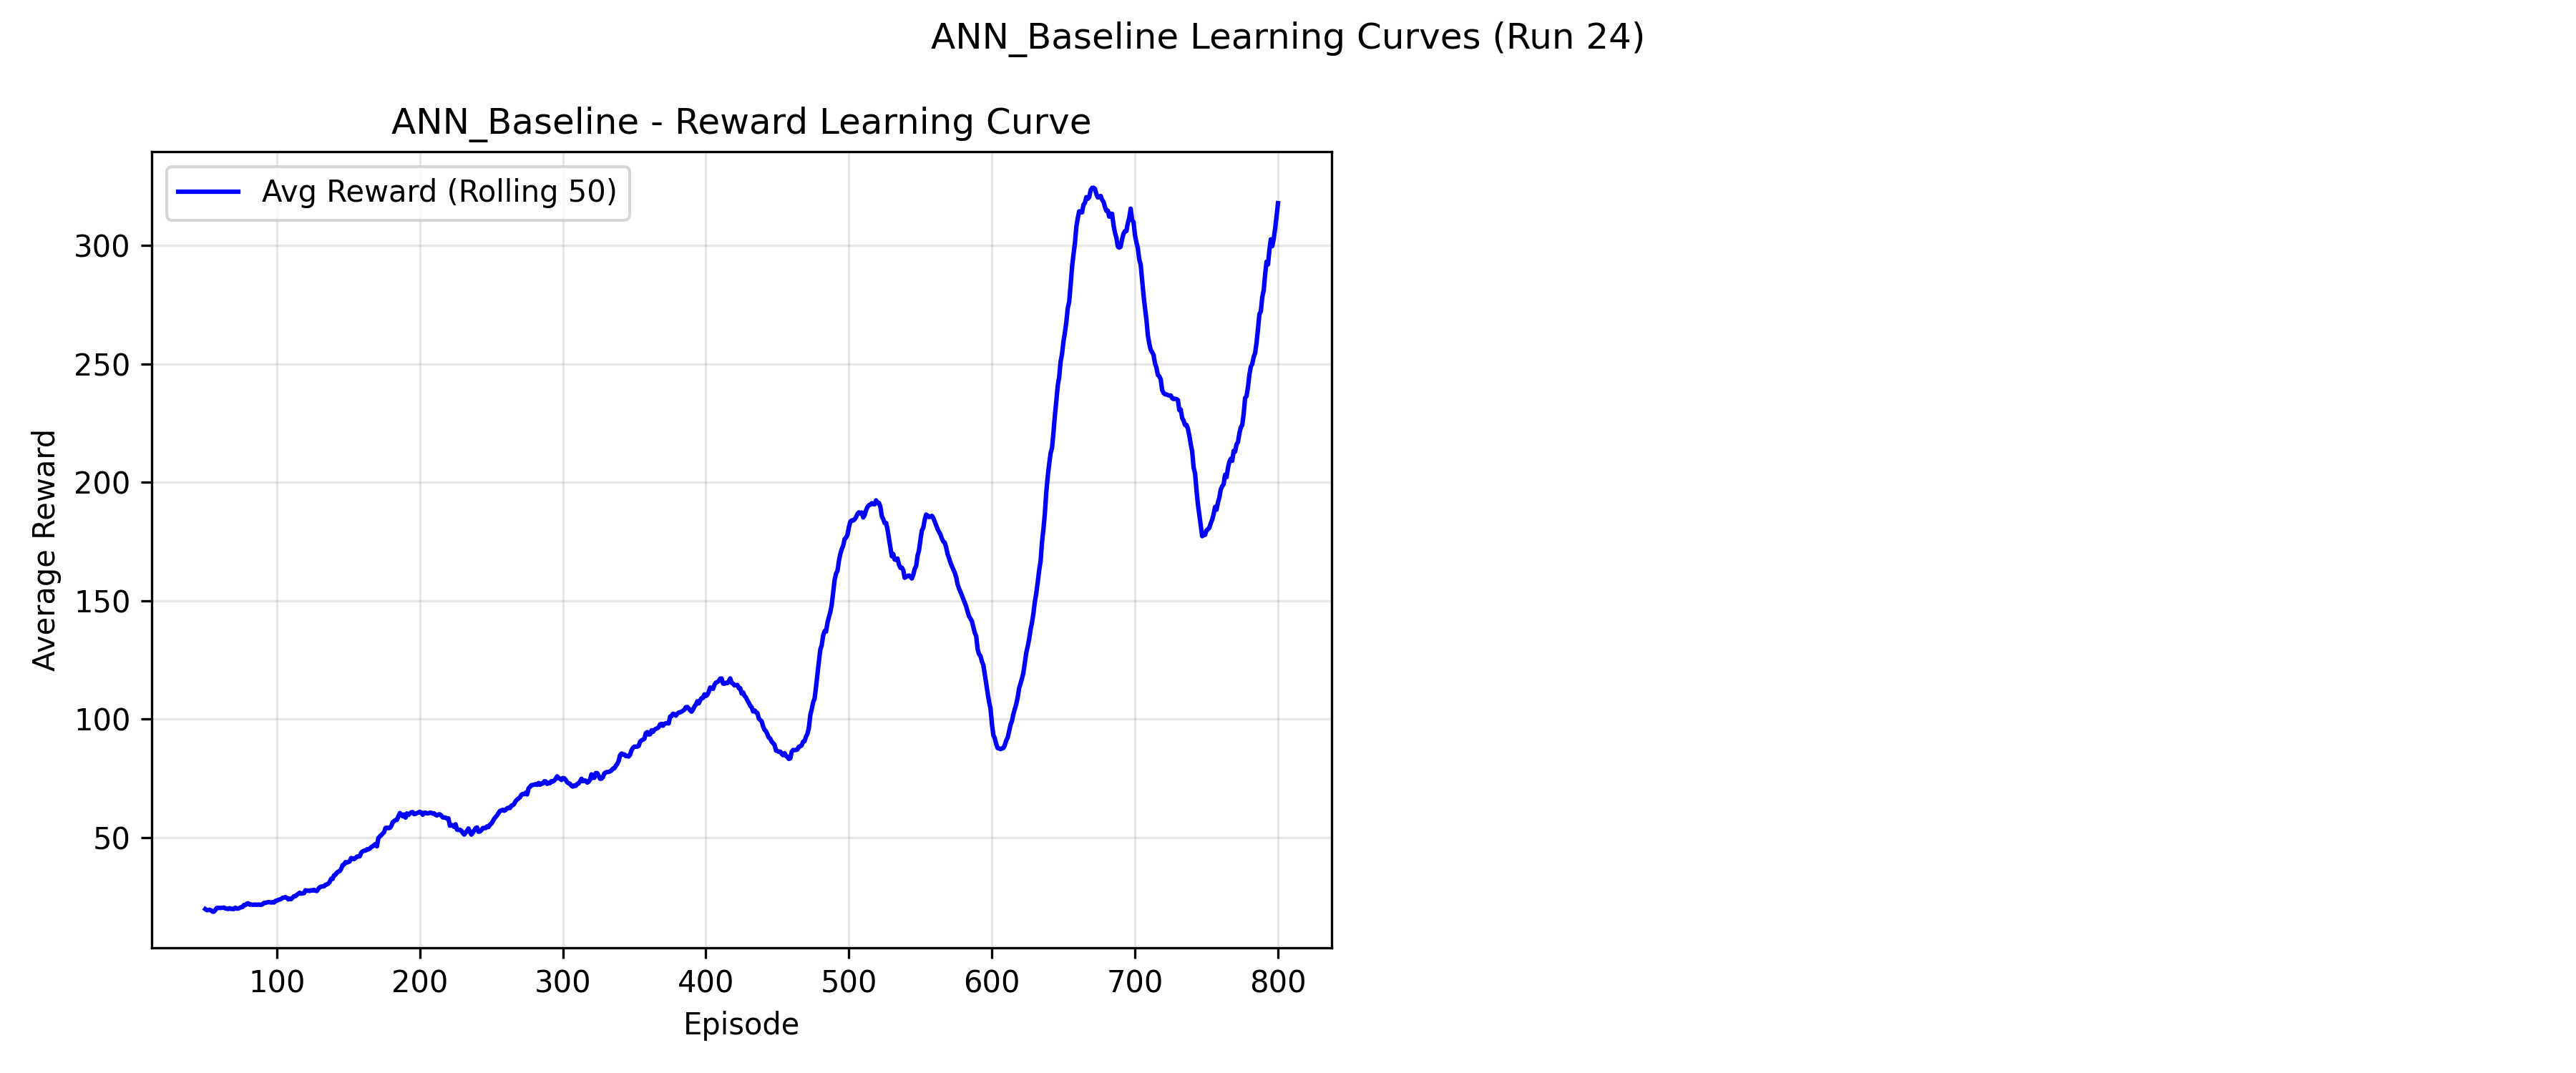 ANN_Baseline Learning Curves (Run 24)
ANN_Baseline - Reward Learning Curve
Avg Reward (Rolling 50)
300
250
200
150
100
50
Average Reward
100 200 300 400 500 600 700 800
Episode